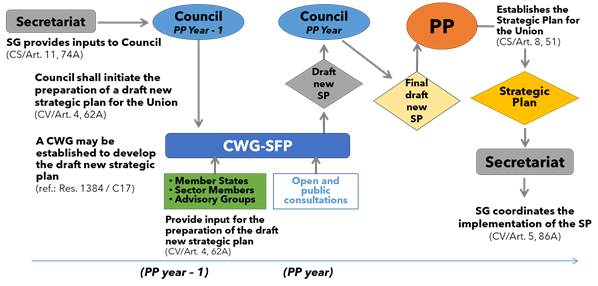 Secretariat
SG provides inputs to Council
(CS/Art. 11, 74A)
Council
PP Year - 1
Council
PP Year
PP
Establishes the
Strategic Plan for
the Union
(CS/Art. 8, 51)
Council shall initiate the
preparation of a draft new
strategic plan for the Union
(CV/Art. 4, 62A)
Draft
new
SP
Final
draft
new
SP
Strategic
Plan
A CWG may be
established to develop
the draft new strategic
plan
(ref.: Res. 1384 / C17)
CWG-SFP
Secretariat
• Member States
• Sector Members
• Advisory Groups
Open and
public
consultations
Provide input for the
preparation of the draft
new strategic plan
(CV/Art. 4, 62A)
SG coordinates the
implementation of the SP
(CV/Art. 5, 86A)
(PP year – 1)
(PP year)